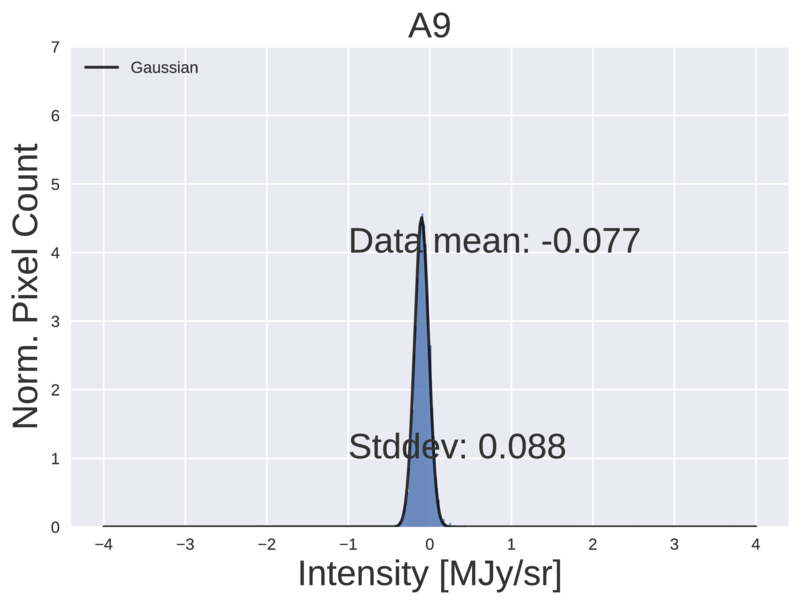 A9
Gaussian
Norm. Pixel Count
7
6
5
4
3
2
1
0
Data mean: -0.077
Stddev: 0.088
−4 −3 −2 −1 0 1 2 3 4
Intensity [MJy/sr]